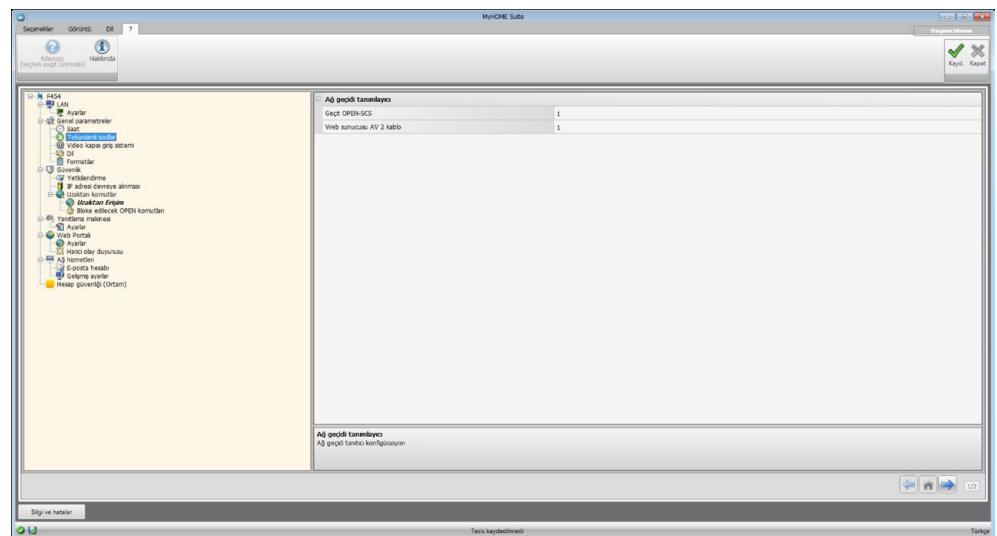 MyHOME Suite
Seçenekler Görüntü Dil ?
Kılavuzu
(seçilen aygıt üzerinde)
Hakkında
Kayd. Kapat
F454
LAN
Ayarlar
Genel parametreler
Saat
Tekanlamlı kodlar
Video kapısı giriş sistemi
Dil
Formatlar
Güvenlik
Yetkilendirme
IP adresi devreye alınması
Uzaktan komutlar
Uzaktan Erişim
Bloke edilecek OPEN komutları
Yanıtlama makinesi
Ayarlar
Web Portalı
Ayarlar
Harici olay duyurusu
Ağ hizmetleri
E-posta hesabı
Gelişmiş ayarlar
Hesap güvenliği (Ortam)
Ağ geçidi tanımlayıcı
Geçit OPEN-SCS 1
Web sunucusu AV 2 kablo 1
Ağ geçidi tanımlayıcı
Ağ geçidi tanıtıcı konfigürasyon
1/2
Bilgi ve hatalar
Tesis kaydedilmedi
Türkçe